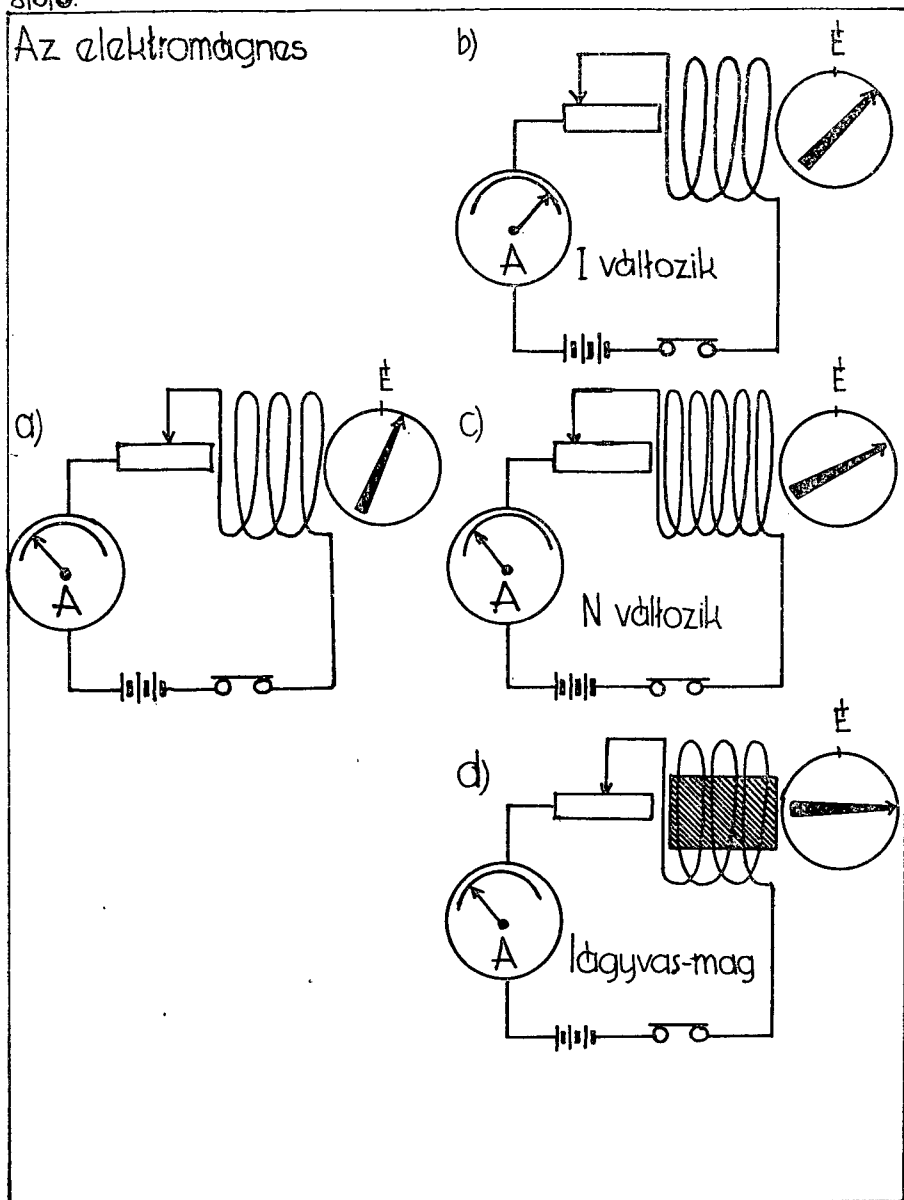 Az elektromágnes
b)
É
A
I változik
a)
É
A
c)
É
A
N változik
d)
É
A
lágyvas-mag